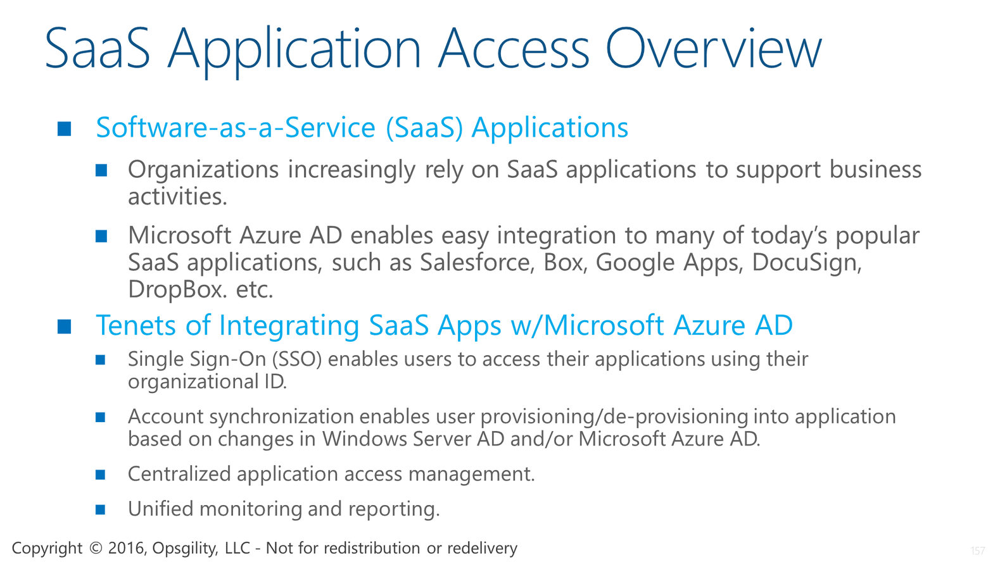 SaaS Application Access Overview
Software-as-a-Service (SaaS) Applications
Organizations increasingly rely on SaaS applications to support business
activities.
Microsoft Azure AD enables easy integration to many of today’s popular
SaaS applications, such as Salesforce, Box, Google Apps, DocuSign,
DropBox. etc.
Tenets of Integrating SaaS Apps w/Microsoft Azure AD
Single Sign-On (SSO) enables users to access their applications using their
organizational ID.
Account synchronization enables user provisioning/de-provisioning into application
based on changes in Windows Server AD and/or Microsoft Azure AD.
Centralized application access management.
Unified monitoring and reporting.
Copyright © 2016, Opsgility, LLC - Not for redistribution or redelivery
157